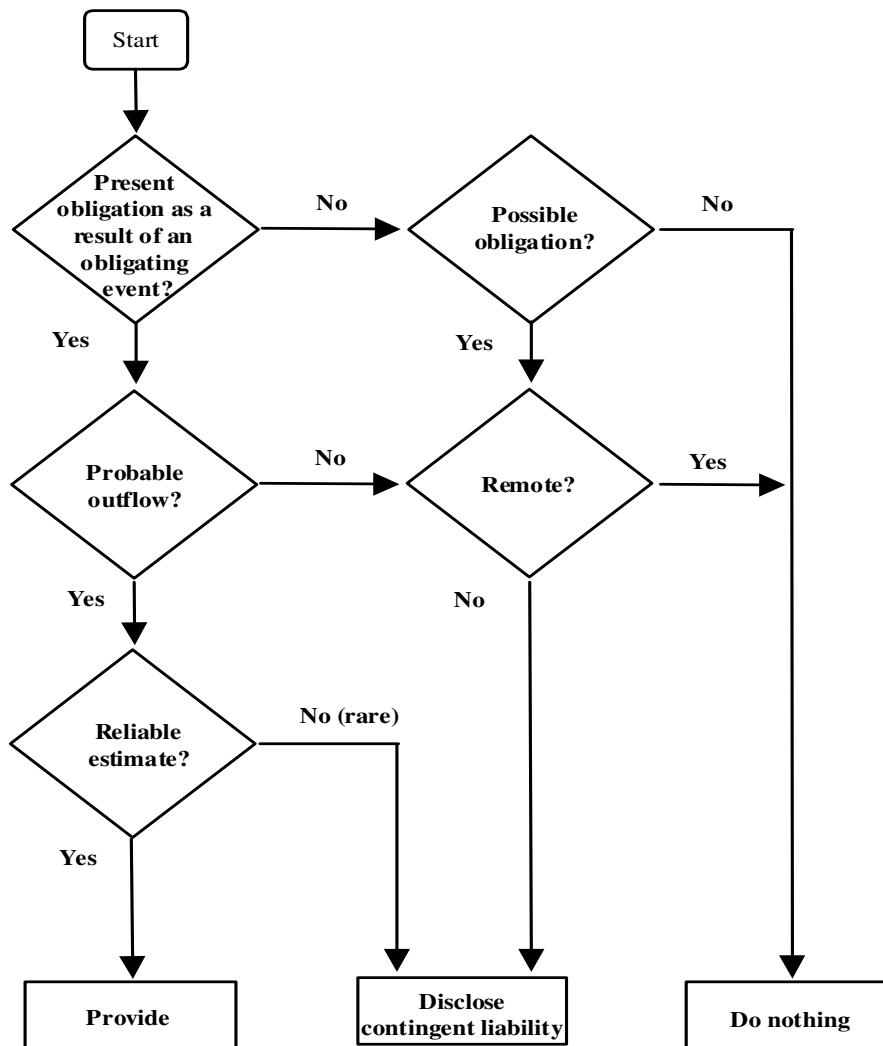 Start
Present
obligation as a
result of an
obligating
event?
No
Possible
obligation?
No
Yes
Yes
Probable
outflow?
No
Remote?
Yes
Yes
No
Reliable
estimate?
No (rare)
Yes
Provide
Disclose
contingent liability
Do nothing